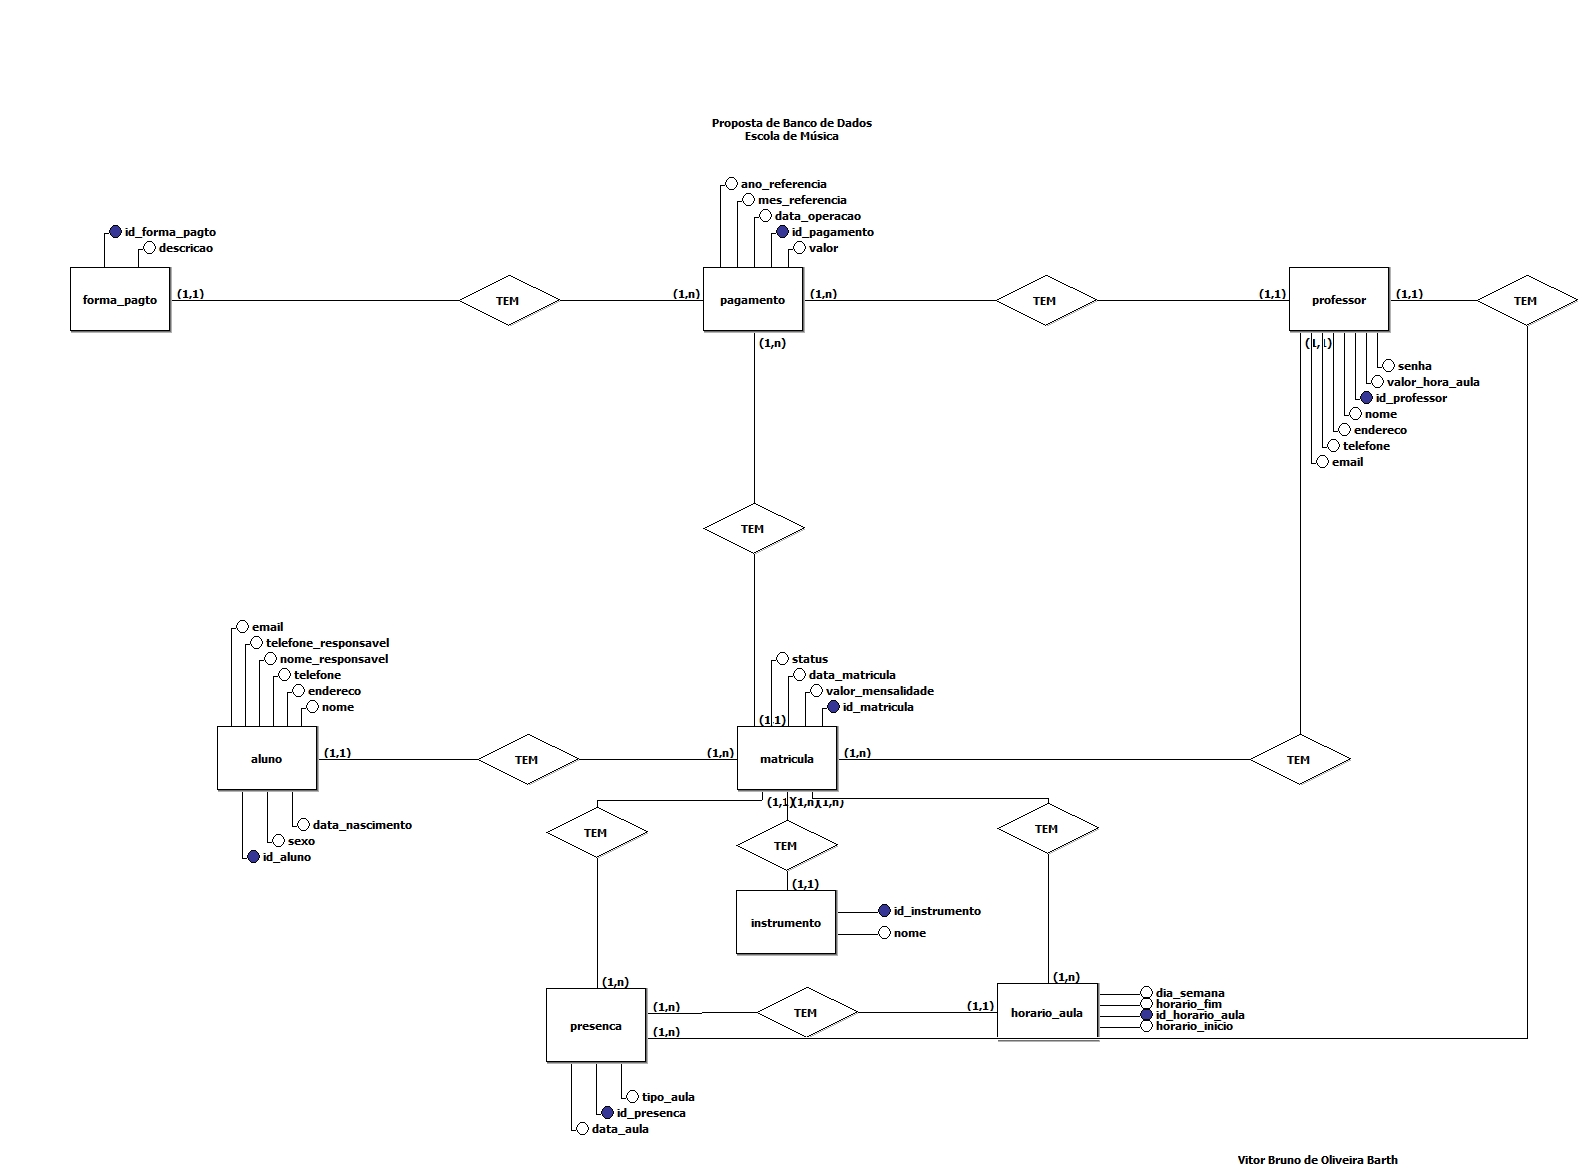 Proposta de Banco de Dados
Escola de Música
ano_referencia
mes_referencia
data_operacao
id_pagamento
valor
id_forma_pagto
descricao
forma_pagto
(1,1)
TEM
(1,n)
pagamento
(1,n)
TEM
(1,1)
professor
(1,1)
TEM
(1,n)
(1,1)
senha
valor_hora_aula
id_professor
nome
endereco
telefone
email
TEM
email
telefone_responsavel
nome_responsavel
telefone
endereco
nome
status
data_matricula
valor_mensalidade
id_matricula
(1,1)
aluno
(1,1)
TEM
(1,n)
matricula
(1,n)
TEM
data_nascimento
sexo
id_aluno
(1,1)
(1,n)
(1,n)
TEM
TEM
TEM
(1,1)
instrumento
id_instrumento
nome
(1,n)
(1,n)
presenca
(1,n)
TEM
(1,1)
horario_aula
dia_semana
horario_fim
id_horario_aula
horario_inicio
(1,n)
tipo_aula
id_presenca
data_aula
Vitor Bruno de Oliveira Barth